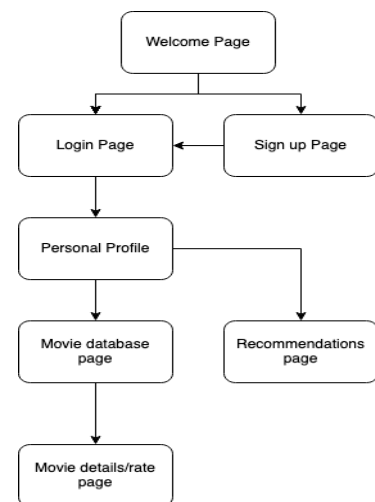 Welcome Page
Login Page
Sign up Page
Personal Profile
Movie database
page
Recommendations
page
Movie details/rate
page